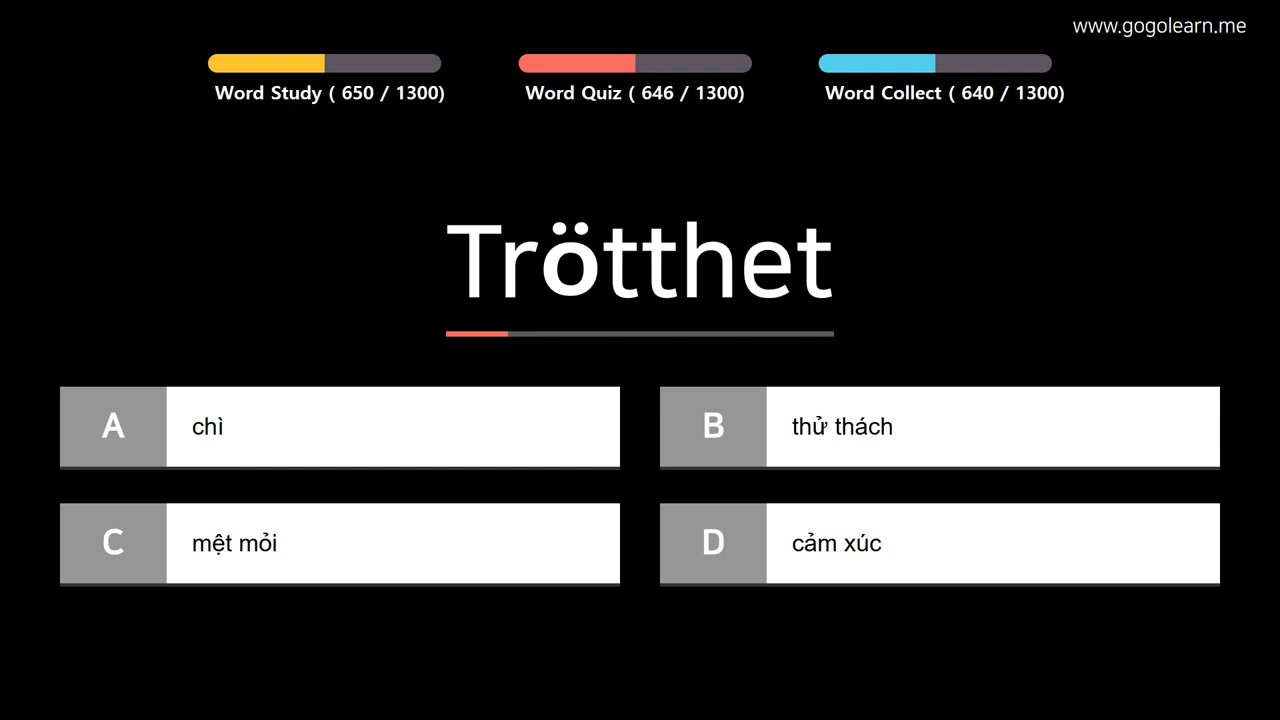 www.gogolearn.me
Word Study ( 650 / 1300)
Word Quiz ( 646 / 1300)
Word Collect ( 640 / 1300)
Trötthet
A chì
B thử thách
C mệt mỏi
D cảm xúc